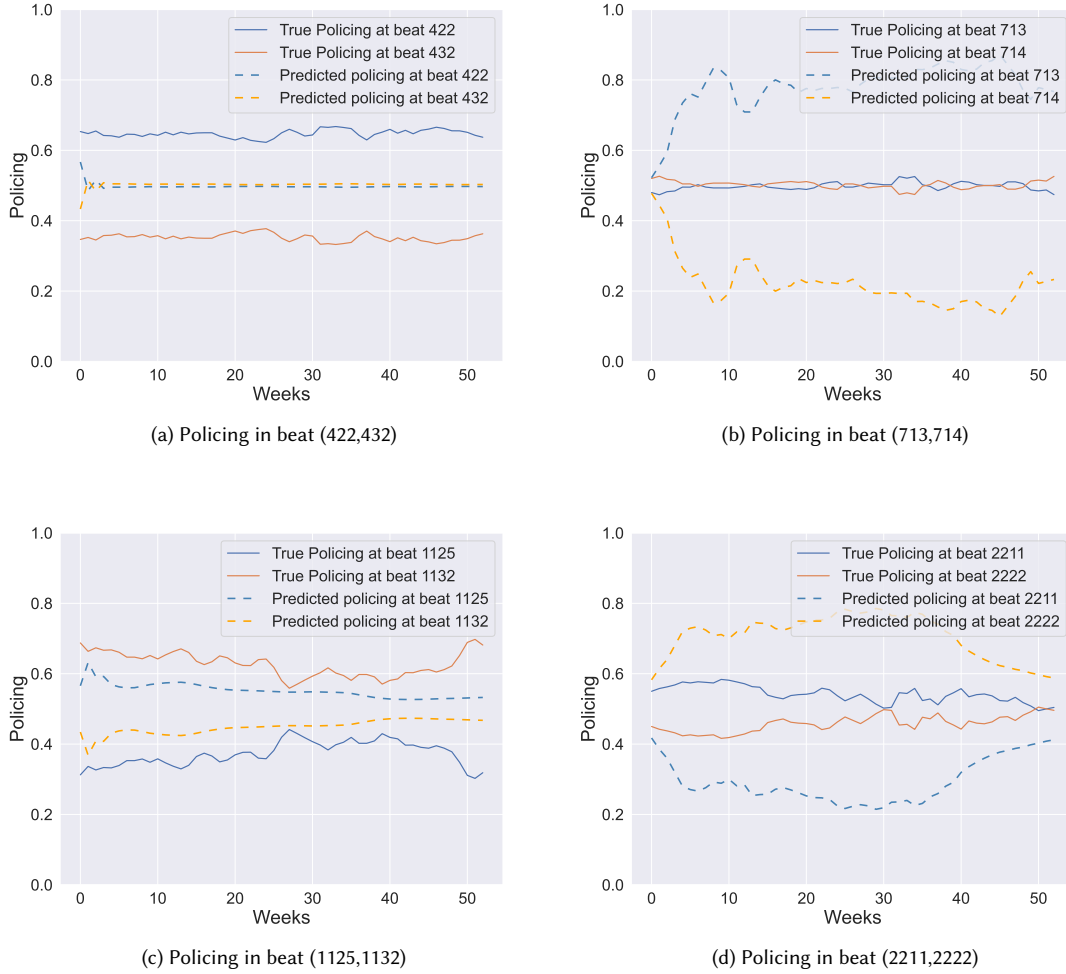 1.0
0.8
0.6
0.4
0.2
0.0
Policing
True Policing at beat 422
True Policing at beat 432
Predicted policing at beat 422
Predicted policing at beat 432
0 10 20 30 40 50
Weeks
(a) Policing in beat (422,432)
1.0
0.8
0.6
0.4
0.2
0.0
Policing
True Policing at beat 713
True Policing at beat 714
Predicted policing at beat 713
Predicted policing at beat 714
0 10 20 30 40 50
Weeks
(b) Policing in beat (713,714)
1.0
0.8
0.6
0.4
0.2
0.0
Policing
True Policing at beat 1125
True Policing at beat 1132
Predicted policing at beat 1125
Predicted policing at beat 1132
0 10 20 30 40 50
Weeks
(c) Policing in beat (1125,1132)
1.0
0.8
0.6
0.4
0.2
0.0
Policing
True Policing at beat 2211
True Policing at beat 2222
Predicted policing at beat 2211
Predicted policing at beat 2222
0 10 20 30 40 50
Weeks
(d) Policing in beat (2211,2222)